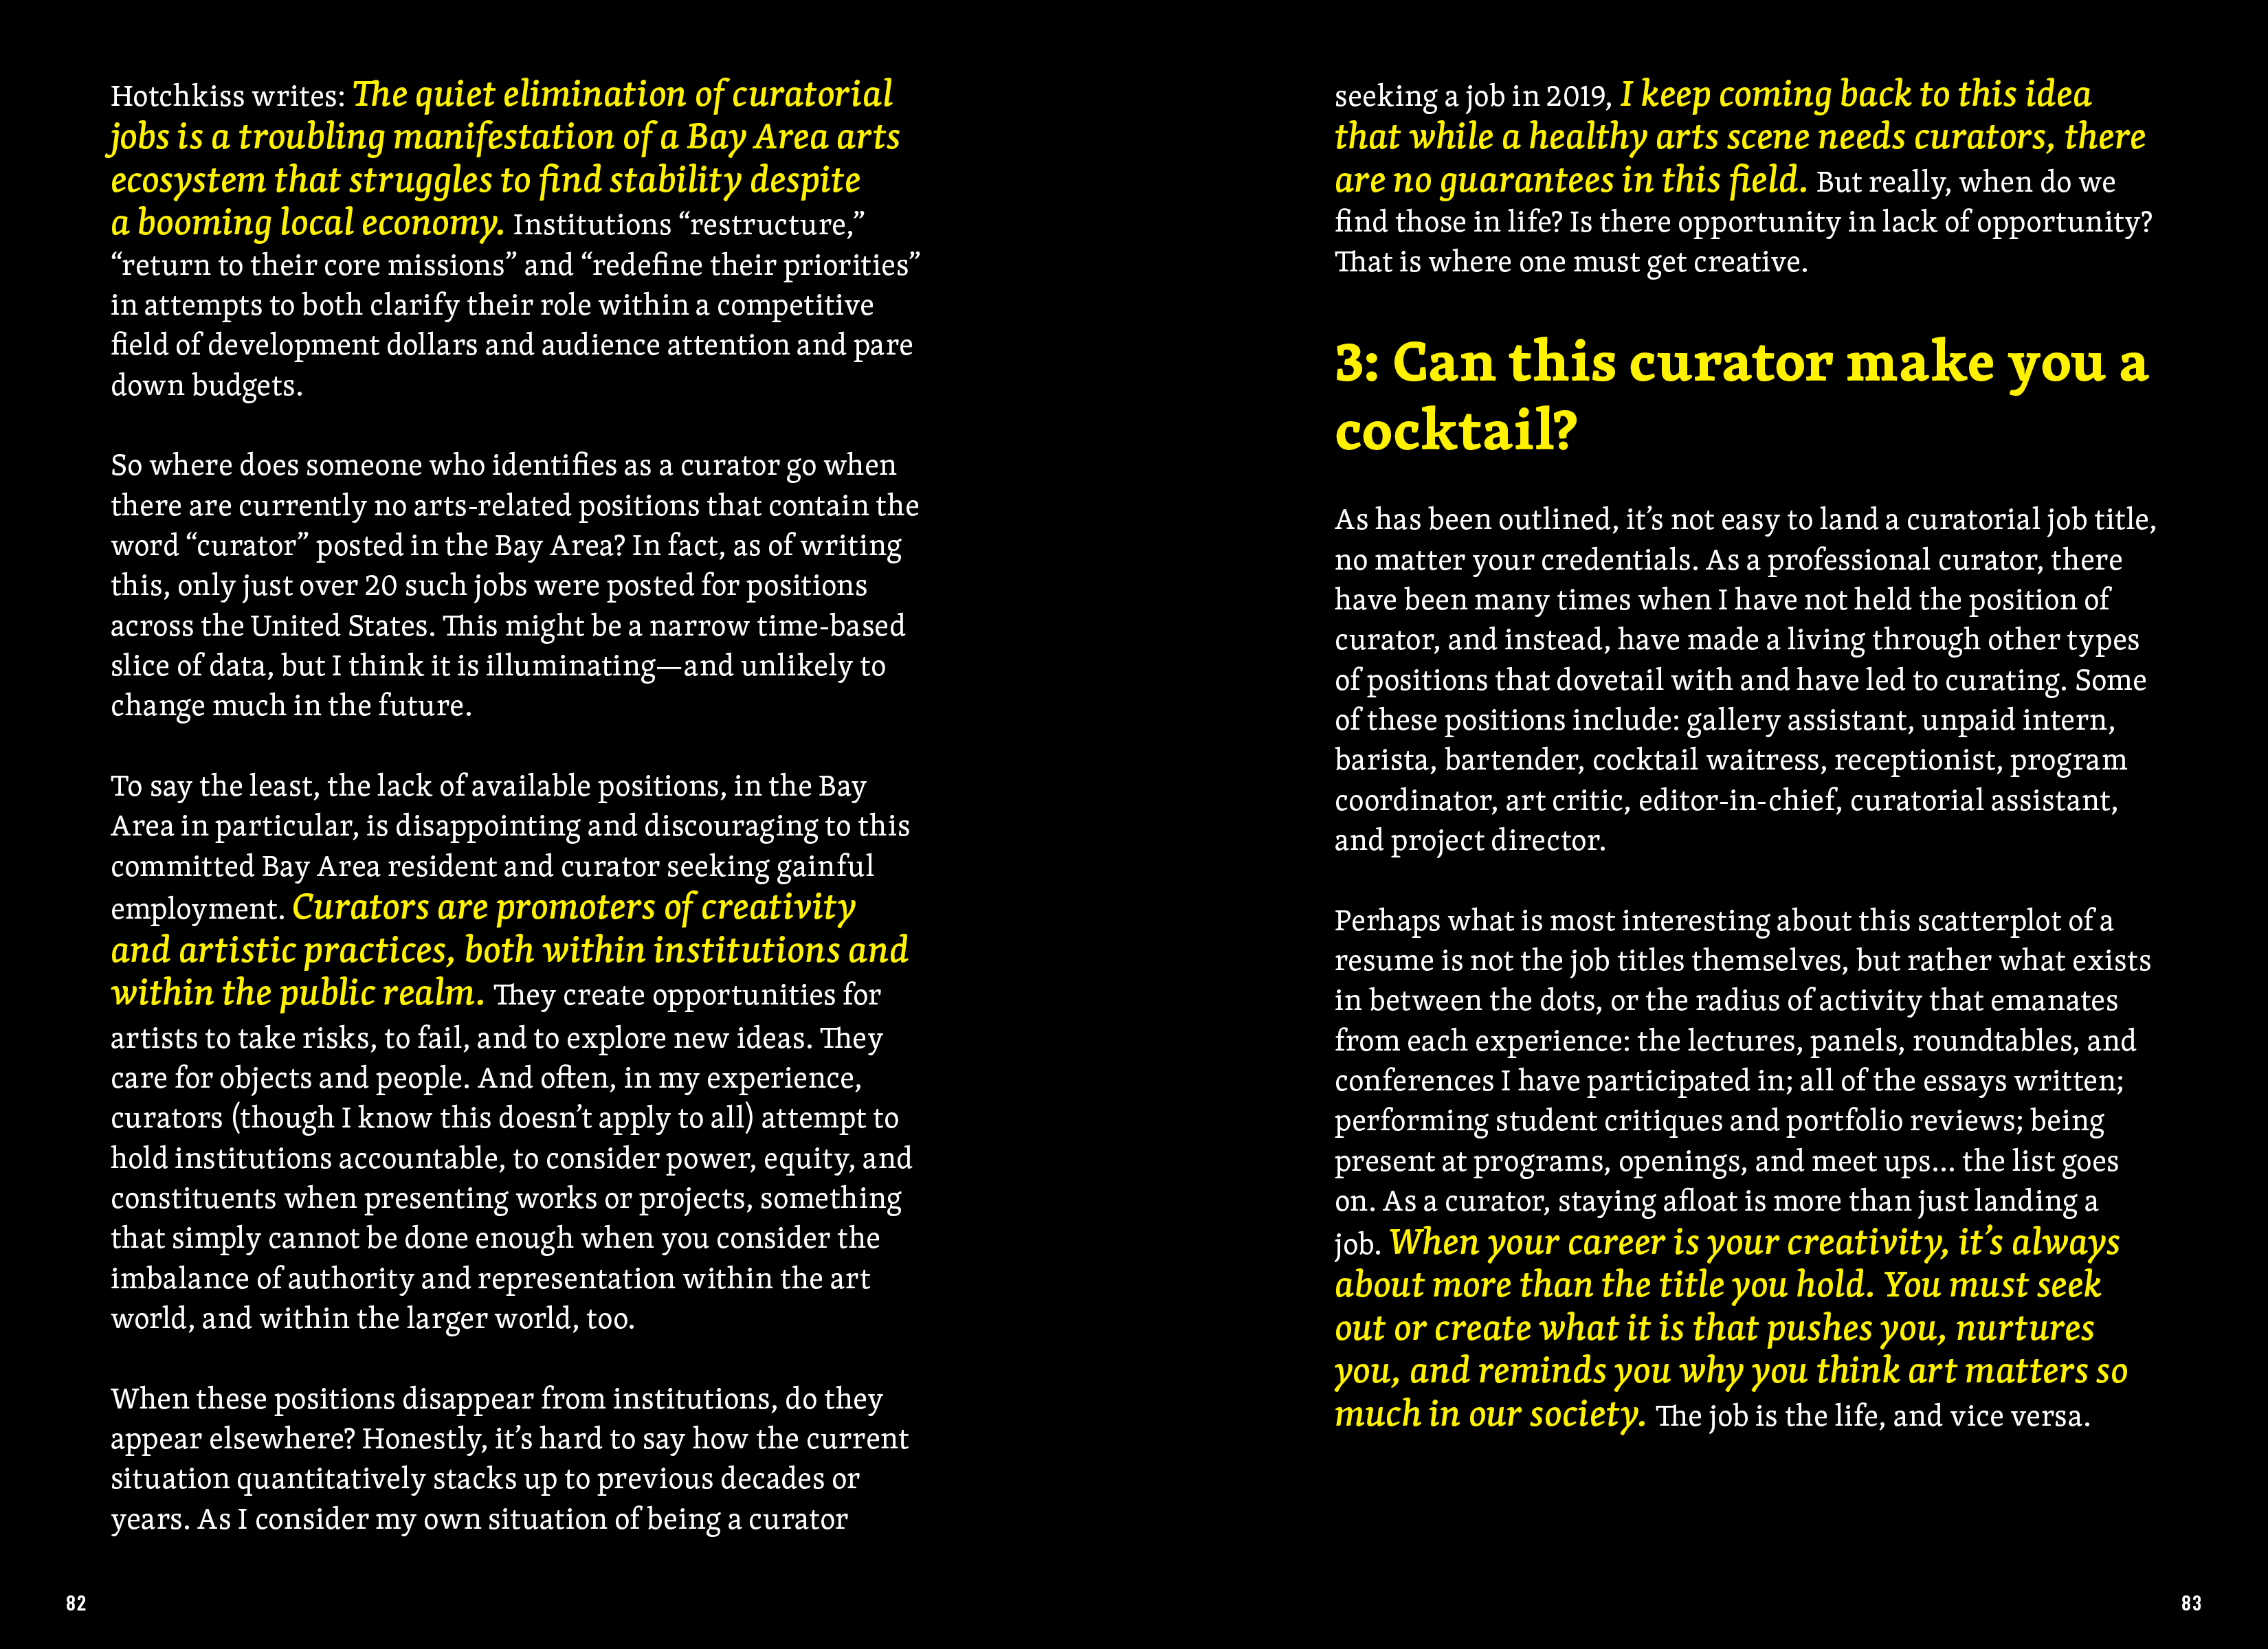 Hotchkiss writes: The quiet elimination of curatorial
jobs is a troubling manifestation of a Bay Area arts
ecosystem that struggles to find stability despite
a booming local economy. Institutions “restructure,”
“return to their core missions” and “redefine their priorities”
in attempts to both clarify their role within a competitive
field of development dollars and audience attention and pare
down budgets.
So where does someone who identifies as a curator go when
there are currently no arts-related positions that contain the
word “curator” posted in the Bay Area? In fact, as of writing
this, only just over 20 such jobs were posted for positions
across the United States. This might be a narrow time-based
slice of data, but I think it is illuminating—and unlikely to
change much in the future.
To say the least, the lack of available positions, in the Bay
Area in particular, is disappointing and discouraging to this
committed Bay Area resident and curator seeking gainful
employment. Curators are promoters of creativity
and artistic practices, both within institutions and
within the public realm. They create opportunities for
artists to take risks, to fail, and to explore new ideas. They
care for objects and people. And often, in my experience,
curators (though I know this doesn’t apply to all) attempt to
hold institutions accountable, to consider power, equity, and
constituents when presenting works or projects, something
that simply cannot be done enough when you consider the
imbalance of authority and representation within the art
world, and within the larger world, too.
When these positions disappear from institutions, do they
appear elsewhere? Honestly, it’s hard to say how the current
situation quantitatively stacks up to previous decades or
years. As I consider my own situation of being a curator
82
seeking a job in 2019, I keep coming back to this idea
that while a healthy arts scene needs curators, there
are no guarantees in this field. But really, when do we
find those in life? Is there opportunity in lack of opportunity?
That is where one must get creative.
3: Can this curator make you a
cocktail?
As has been outlined, it’s not easy to land a curatorial job title,
no matter your credentials. As a professional curator, there
have been many times when I have not held the position of
curator, and instead, have made a living through other types
of positions that dovetail with and have led to curating. Some
of these positions include: gallery assistant, unpaid intern,
barista, bartender, cocktail waitress, receptionist, program
coordinator, art critic, editor-in-chief, curatorial assistant,
and project director.
Perhaps what is most interesting about this scatterplot of a
resume is not the job titles themselves, but rather what exists
in between the dots, or the radius of activity that emanates
from each experience: the lectures, panels, roundtables, and
conferences I have participated in; all of the essays written;
performing student critiques and portfolio reviews; being
present at programs, openings, and meet ups... the list goes
on. As a curator, staying afloat is more than just landing a
job. When your career is your creativity, it’s always
about more than the title you hold. You must seek
out or create what it is that pushes you, nurtures
you, and reminds you why you think art matters so
much in our society. The job is the life, and vice versa.
83